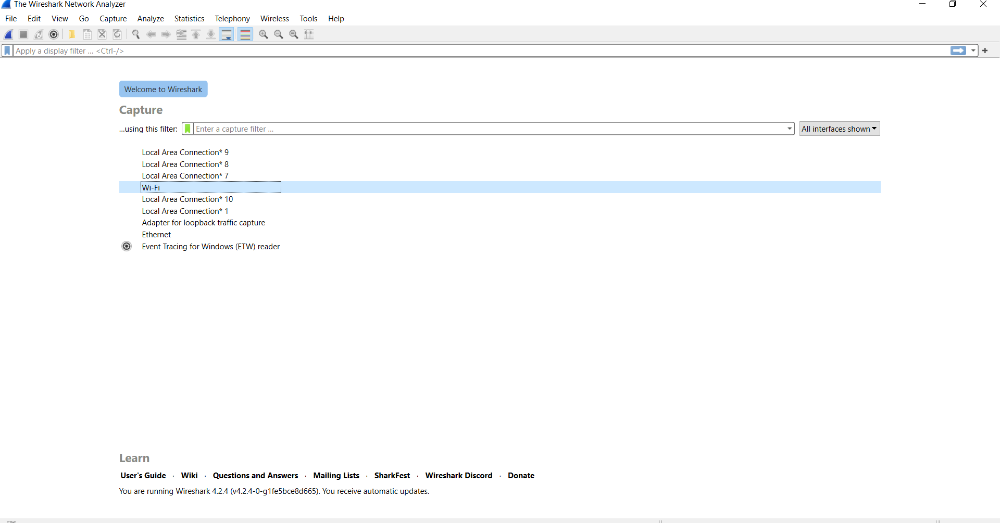 The Wireshark Network Analyzer
File Edit View Go Capture Analyze Statistics Telephony Wireless Tools Help
Apply a display filter ... <Ctrl-/>
Welcome to Wireshark
Capture
...using this filter: Enter a capture filter ... All interfaces shown
Local Area Connection* 9
Local Area Connection* 8
Local Area Connection* 7
Wi-Fi
Local Area Connection* 10
Local Area Connection* 1
Adapter for loopback traffic capture
Ethernet
Event Tracing for Windows (ETW) reader
Learn
User's Guide · Wiki · Questions and Answers · Mailing Lists · SharkFest · Wireshark Discord · Donate
You are running Wireshark 4.2.4 (v4.2.4-0-g1fe5bce8d665). You receive automatic updates.